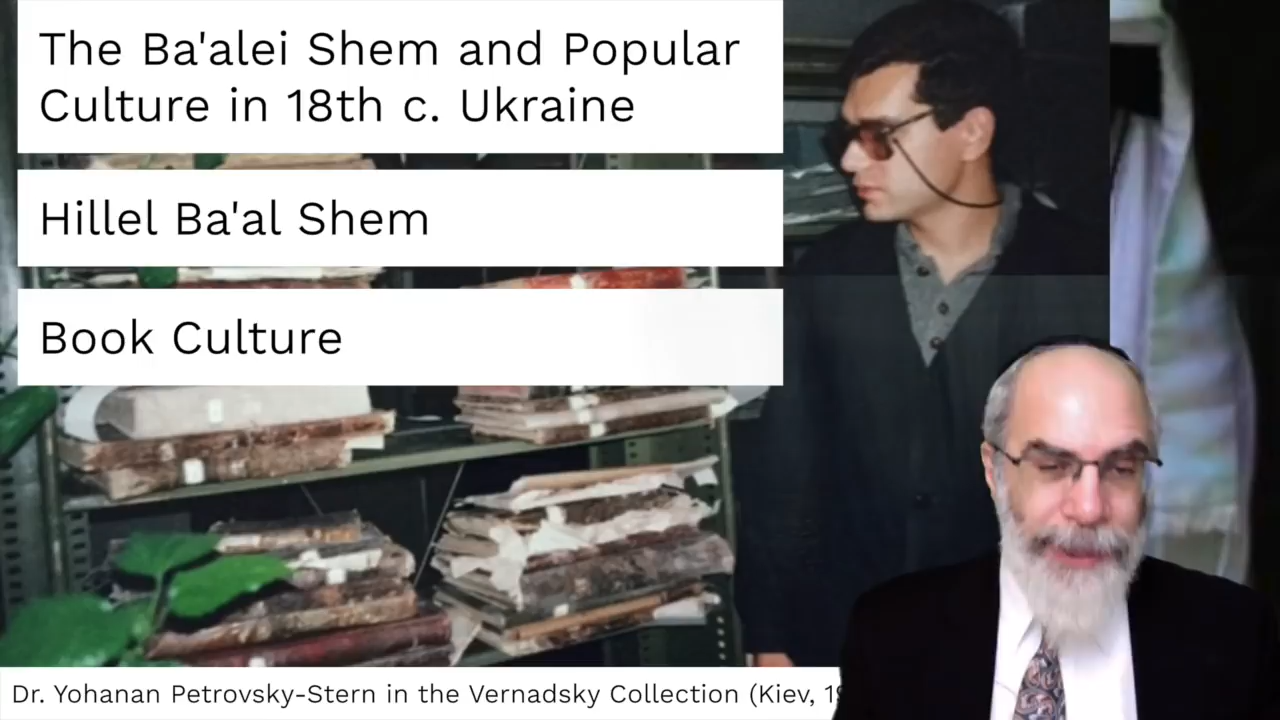 The Ba'alei Shem and Popular
Culture in 18th c. Ukraine
Hillel Ba'al Shem
Book Culture
Dr. Yohanan Petrovsky-Stern in the Vernadsky Collection (Kiev,